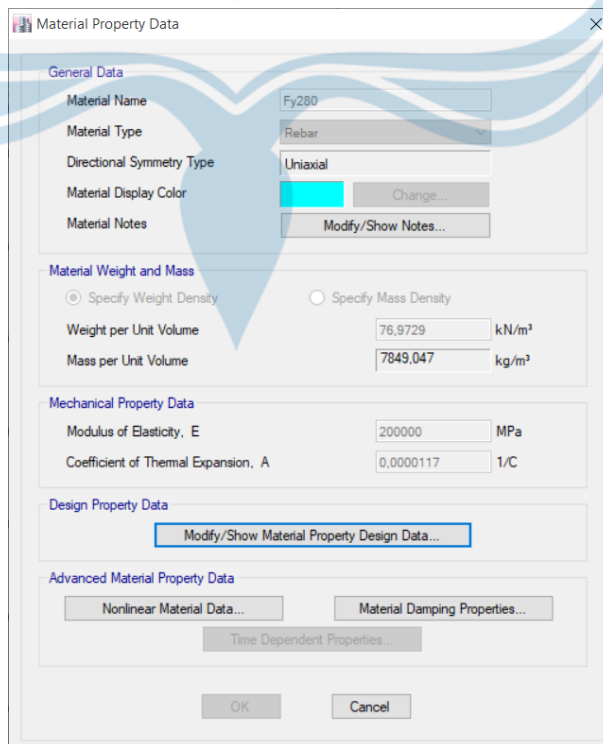 Material Property Data
General Data
Material Name Fy280
Material Type Rebar
Directional Symmetry Type Uniaxial
Material Display Color Change...
Material Notes Modify/Show Notes...
Material Weight and Mass
Specify Weight Density Specify Mass Density
Weight per Unit Volume 76,9729 kN/m³
Mass per Unit Volume 7849,047 kg/m³
Mechanical Property Data
Modulus of Elasticity, E 200000 MPa
Coefficient of Thermal Expansion, A 0,0000117 1/C
Design Property Data
Modify/Show Material Property Design Data...
Advanced Material Property Data
Nonlinear Material Data... Material Damping Properties...
Time Dependent Properties...
OK Cancel